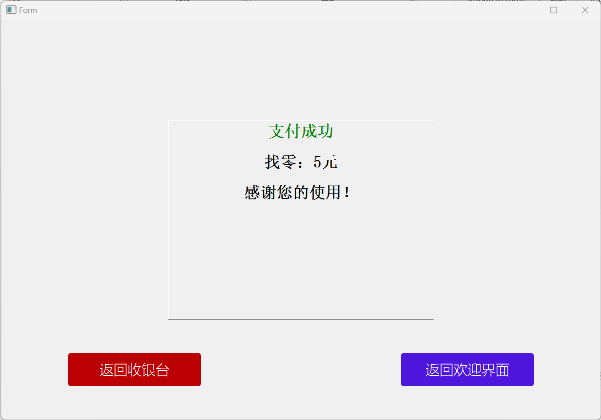 Form
支付成功
找零：5元
感谢您的使用！
返回收银台
返回欢迎界面